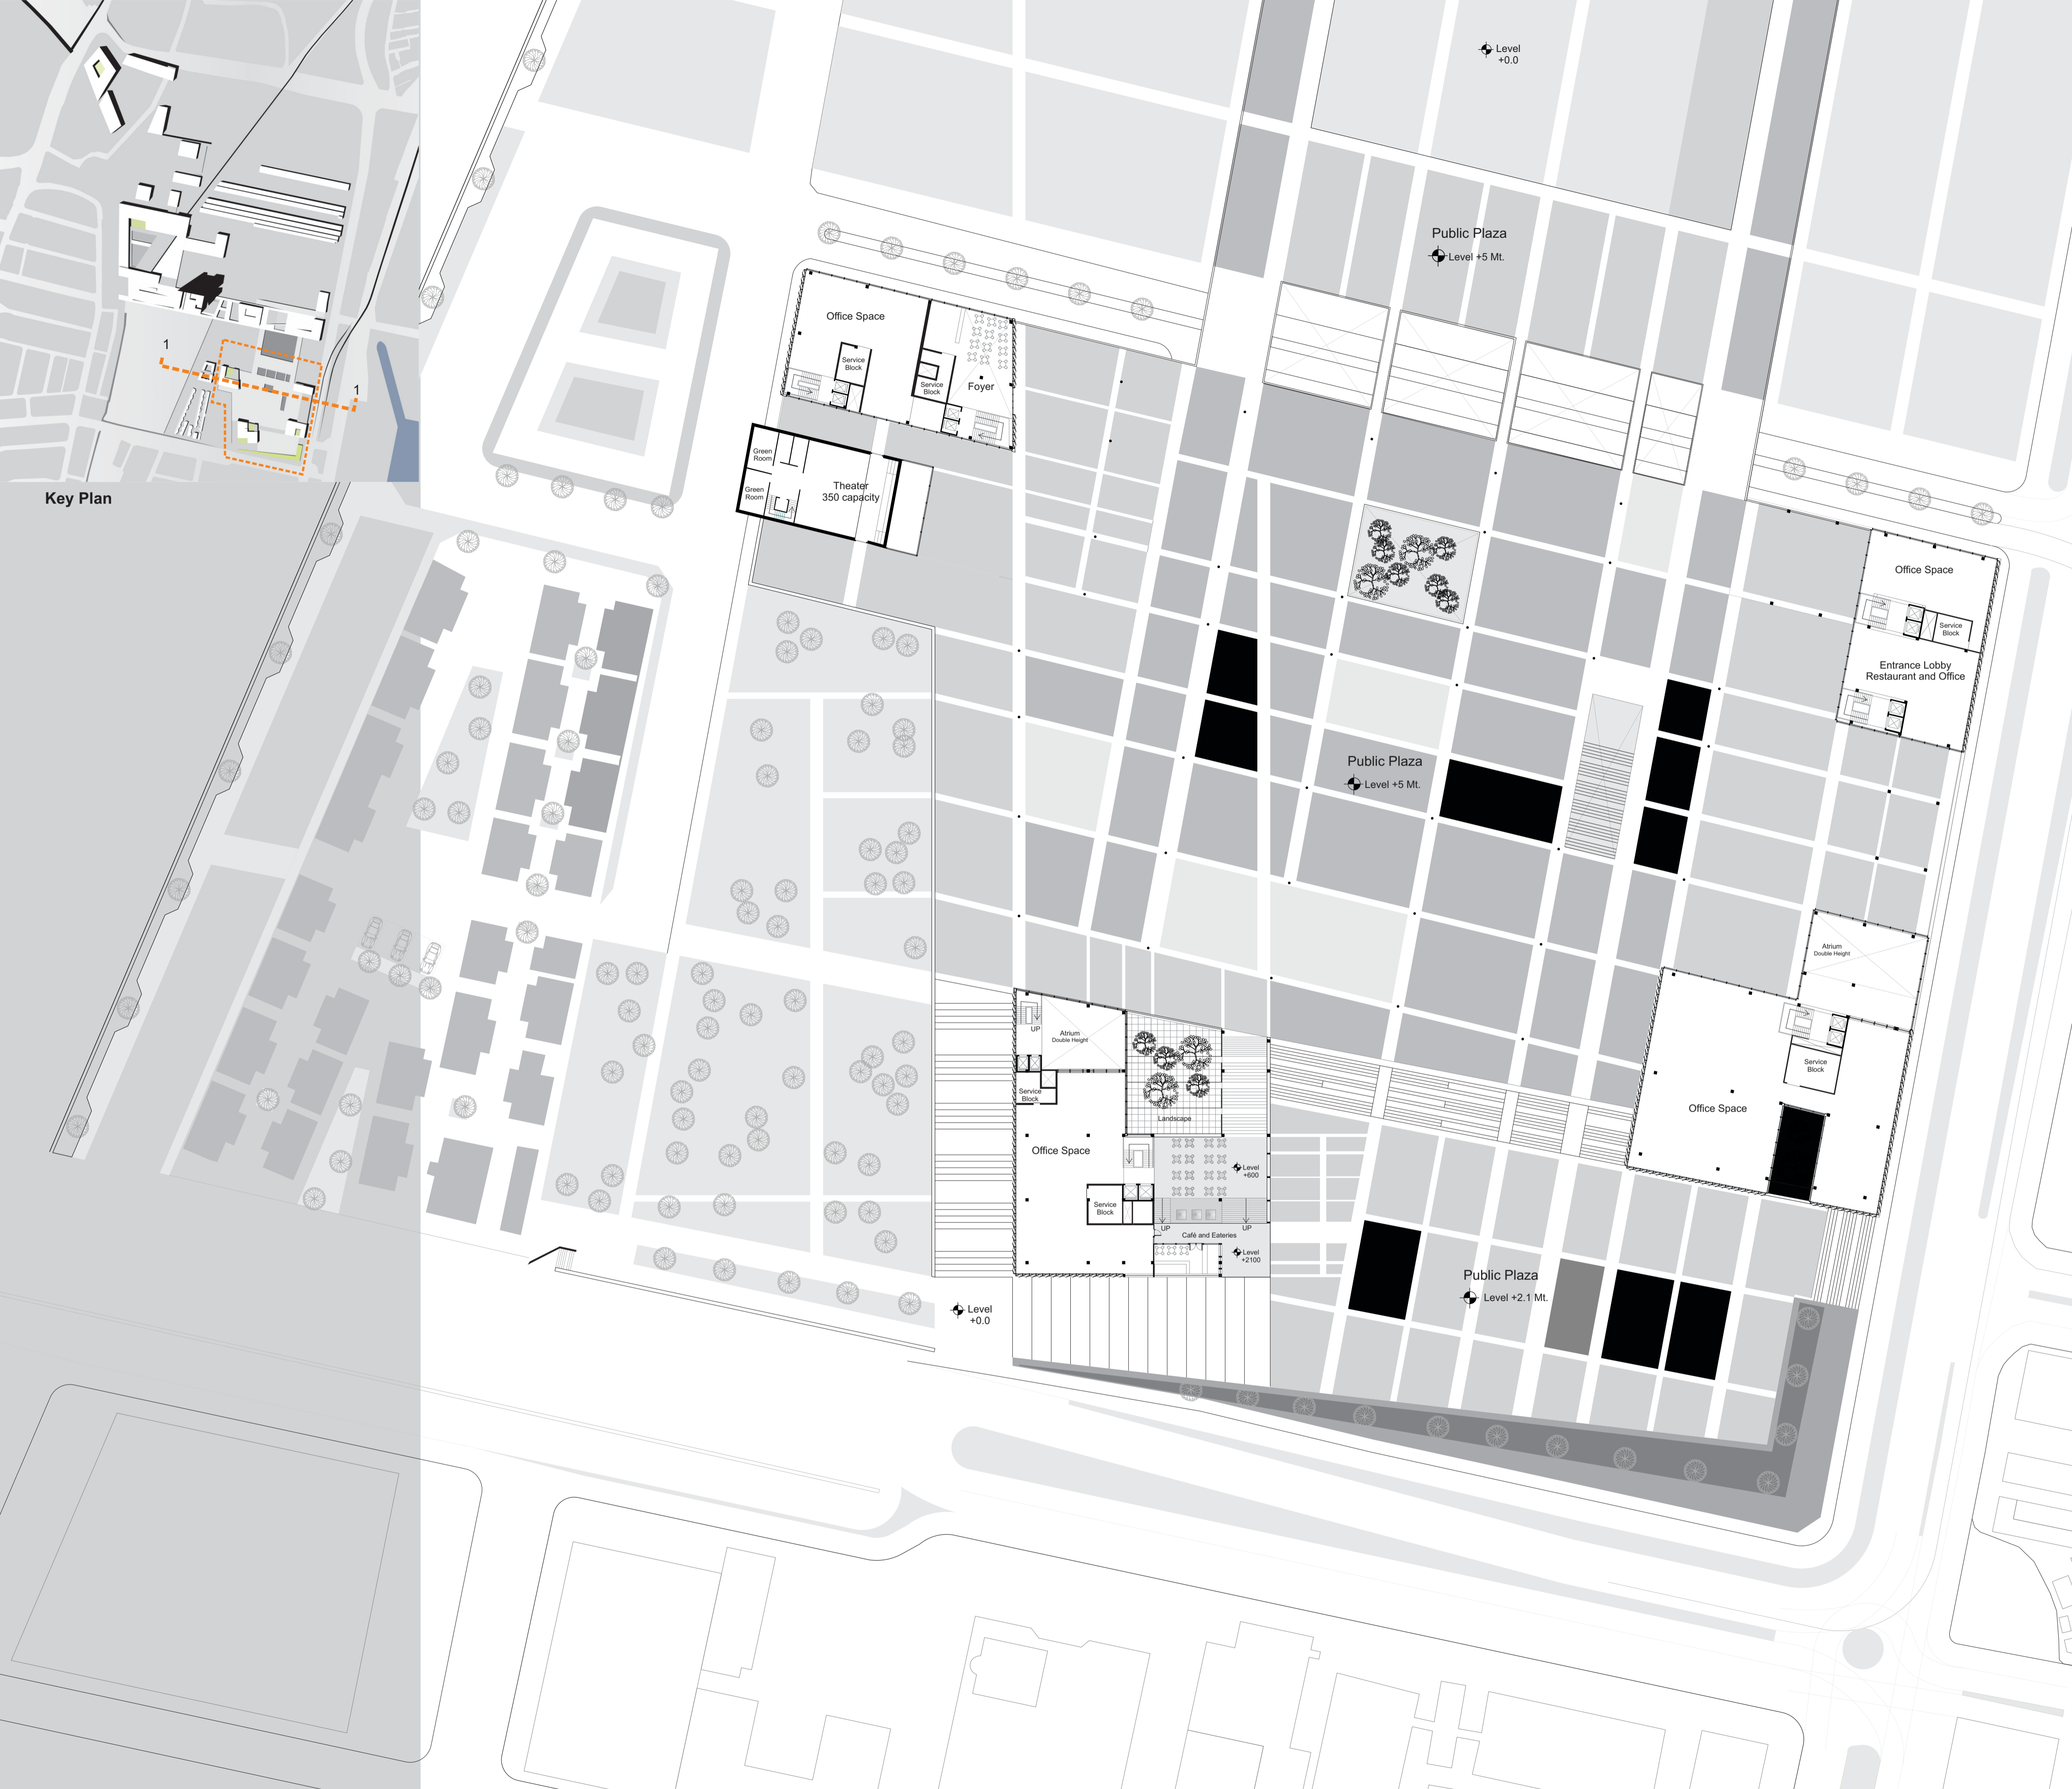 Level
+0.0
Public Plaza
Level +5 Mt.
1
1
Key Plan
Office Space
Service
Block
Service
Block
Foyer
Green
Room
Green
Room
Theater
350 capacity
Office Space
Service
Block
Entrance Lobby
Restaurant and Office
Public Plaza
Level +5 Mt.
Atrium
Double Height
UP
Atrium
Double Height
Service
Block
Landscape
Office Space
Service
Block
Level
+600
UP
UP
Café and Eateries
Level
+2100
Service
Block
Office Space
Public Plaza
Level +2.1 Mt.
Level
+0.0